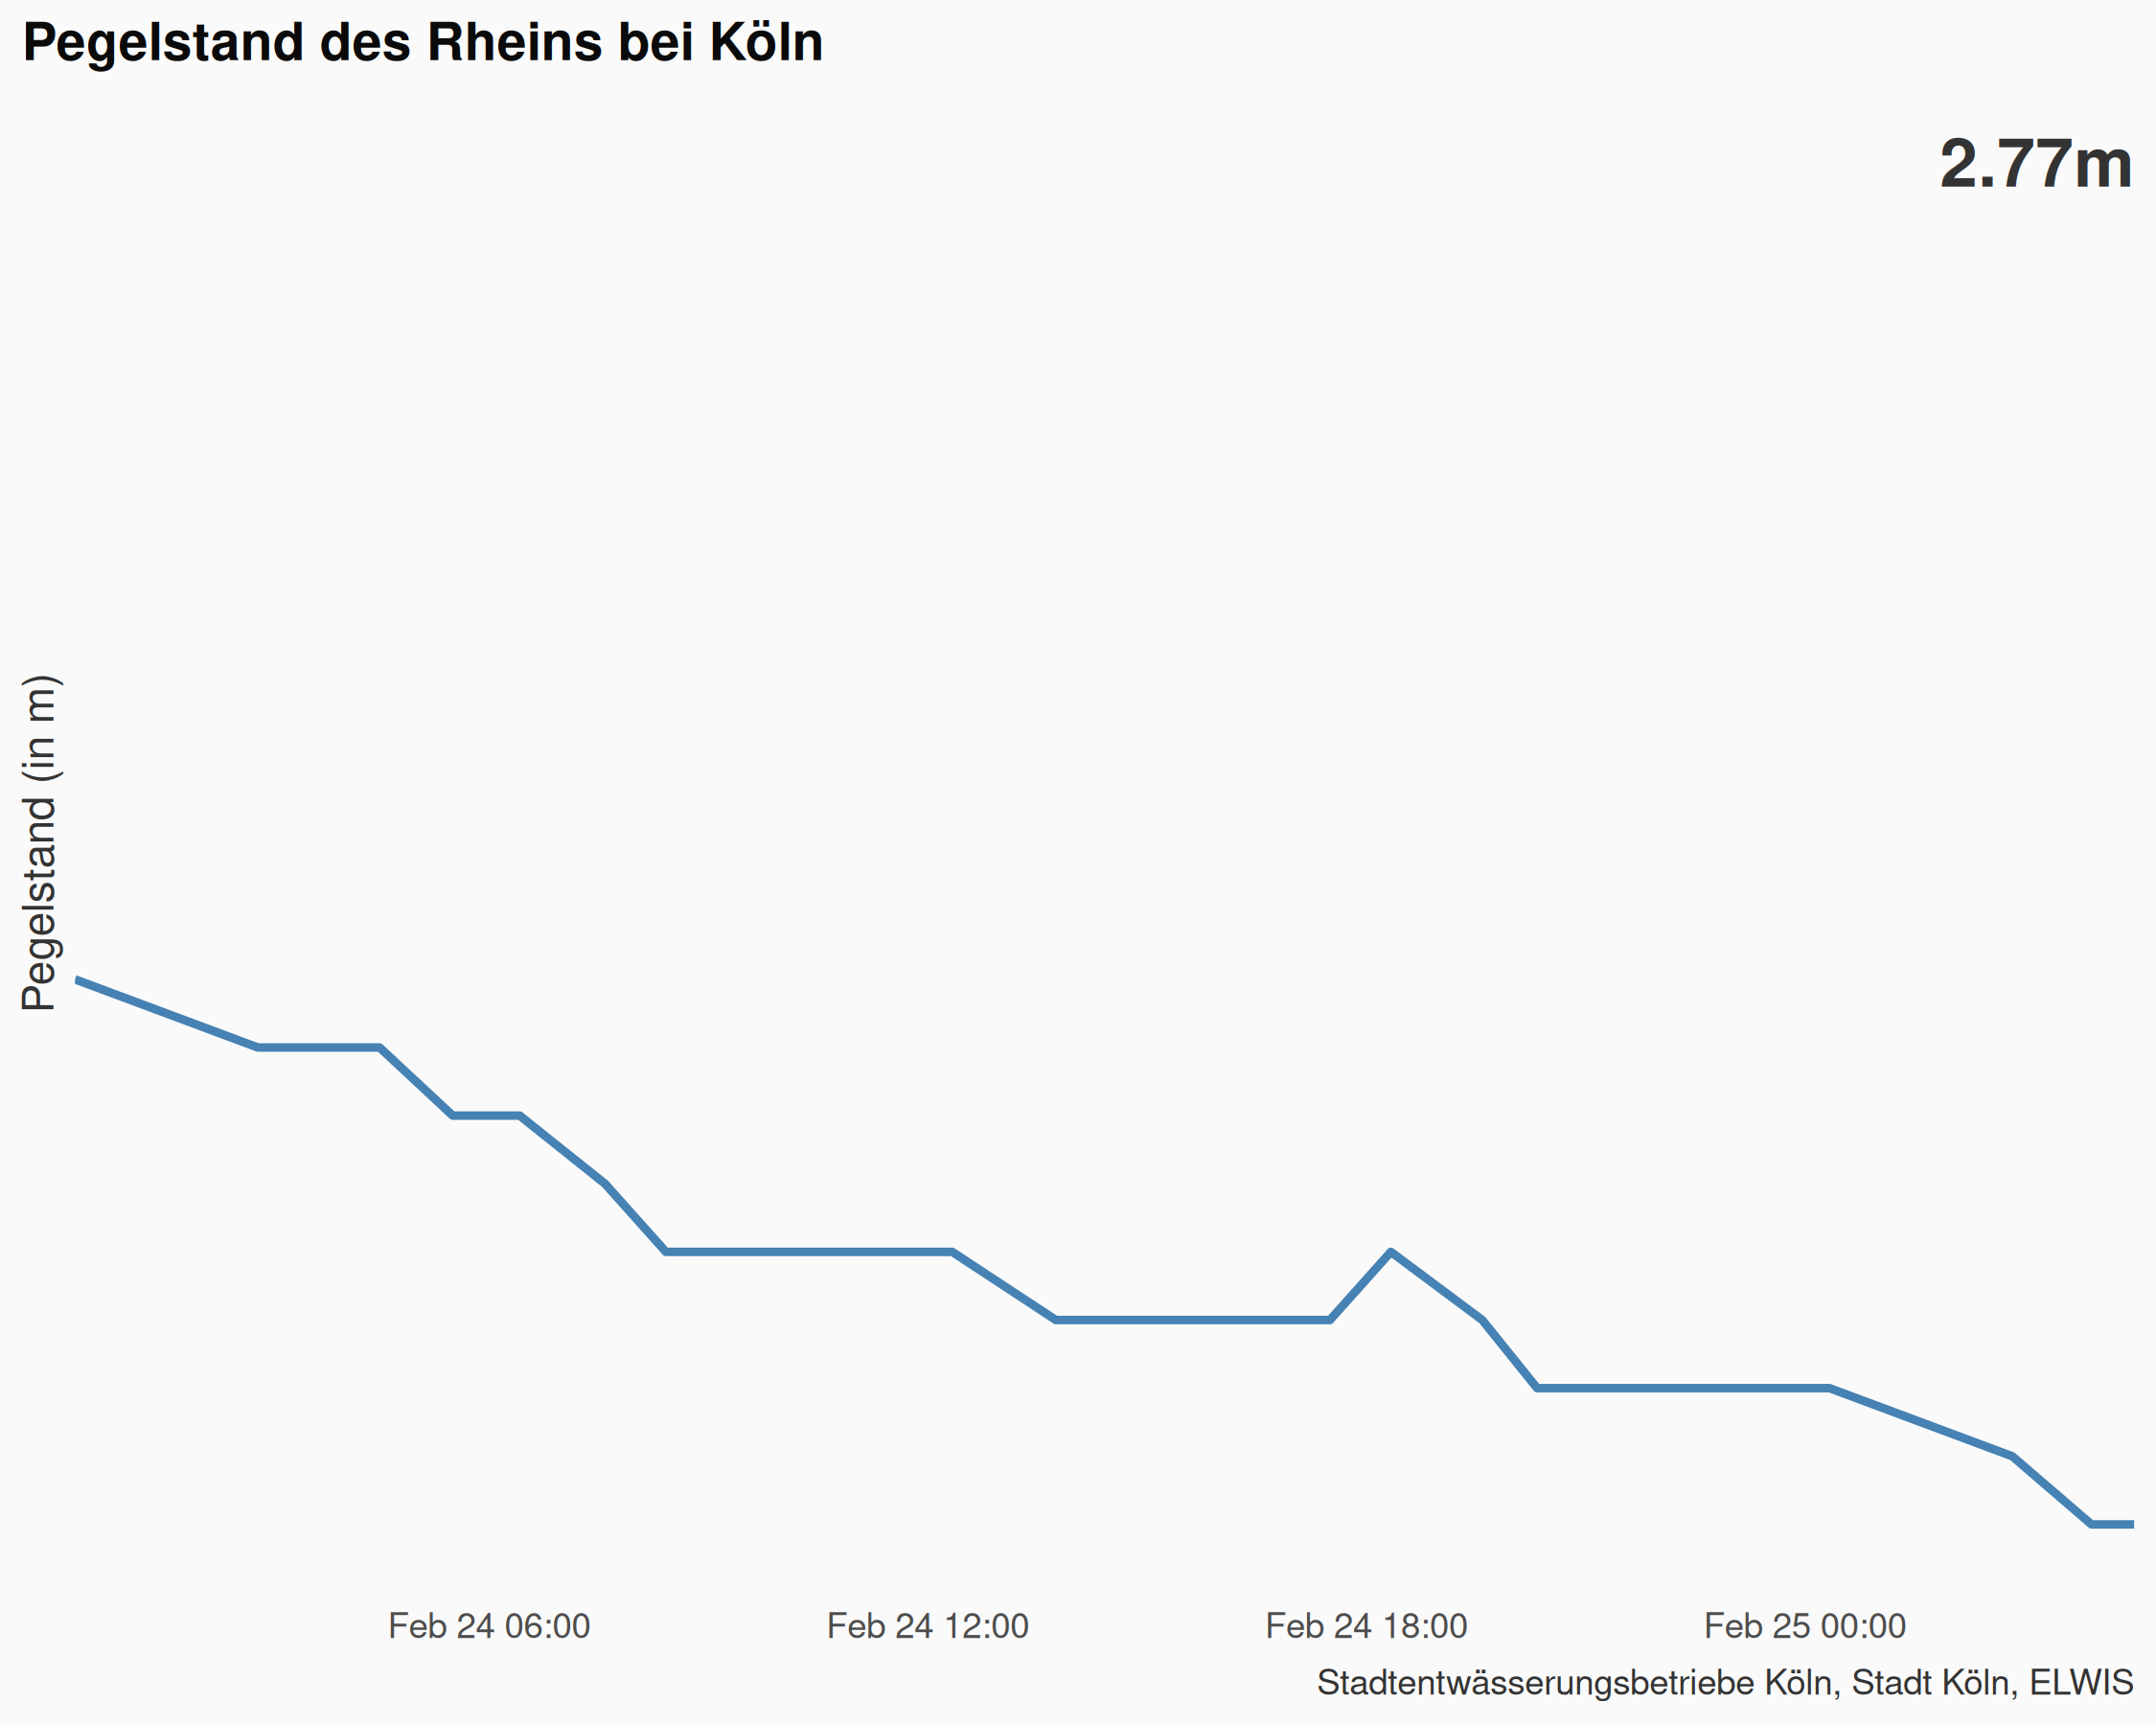 Pegelstand des Rheins bei Köln
2.77m
Pegelstand (in m)
Feb 24 06:00
Feb 24 12:00
Feb 24 18:00
Feb 25 00:00
Stadtentwässerungsbetriebe Köln, Stadt Köln, ELWIS